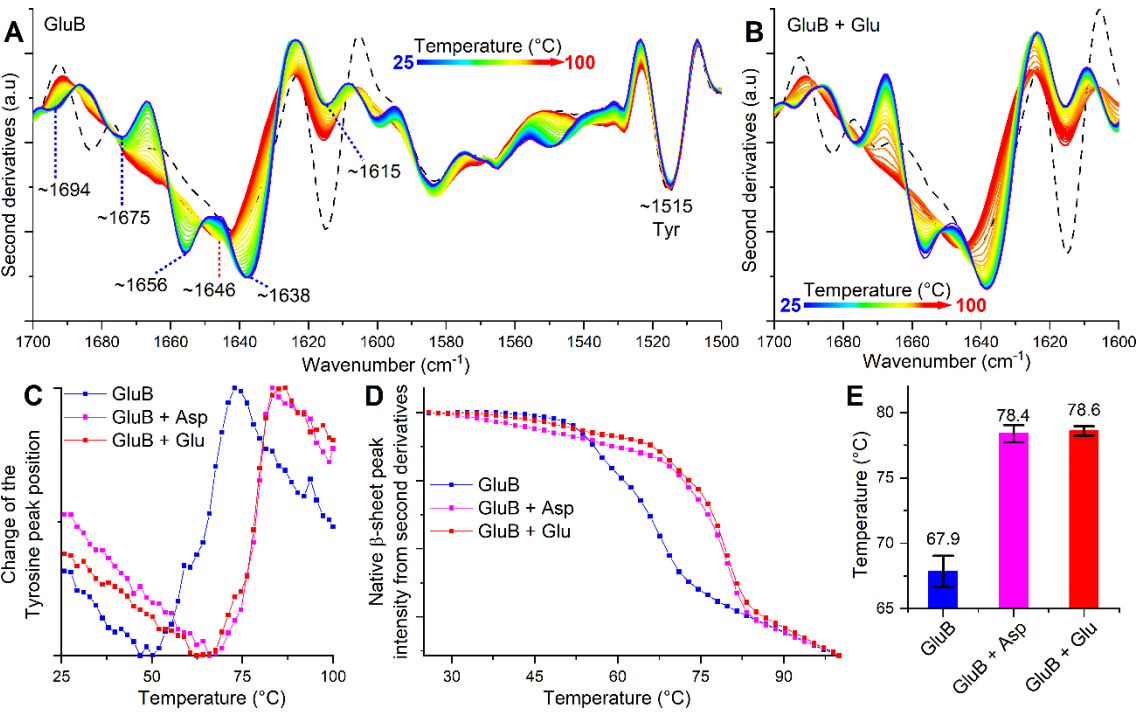 A
GluB
Temperature (°C)
25
100
Second derivatives (a.u)
~1694
~1675
~1656
~1646
~1638
~1615
~1515
Tyr
1700
1680
1660
1640
1620
1600
1580
1560
1540
1520
1500
Wavenumber (cm-1)
B
GluB + Glu
Second derivatives (a.u)
Temperature (°C)
25
100
1700
1680
1660
1640
1620
1600
Wavenumber (cm-1)
C
GluB
GluB + Asp
GluB + Glu
Change of the
Tyrosine peak position
25
50
75
100
Temperature (°C)
D
GluB
GluB + Asp
GluB + Glu
Native β-sheet peak
intensity from second derivatives
30
45
60
75
90
Temperature (°C)
E
Temperature (°C)
80
75
70
65
67.9
78.4
78.6
GluB
GluB + Asp
GluB + Glu